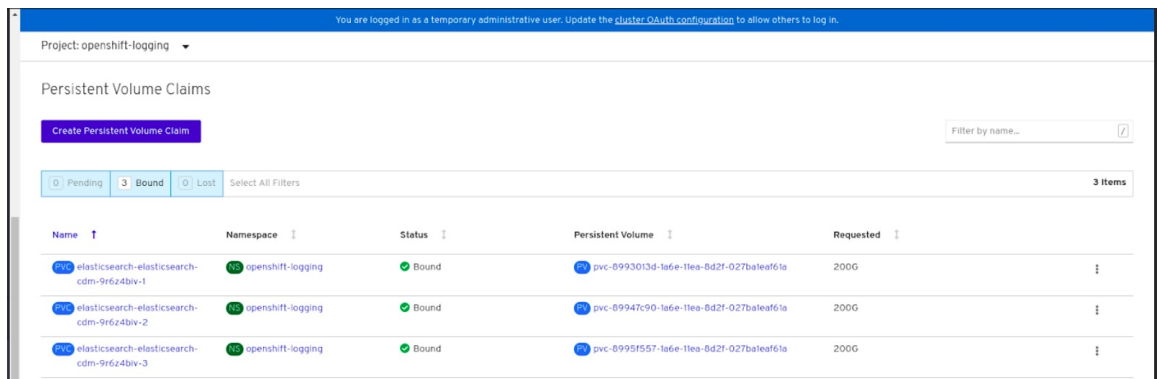 You are logged in as a temporary administrative user. Update the cluster OAuth configuration to allow others to log in.
Project: openshift-logging
Persistent Volume Claims
Create Persistent Volume Claim
Filter by name...
/
0 Pending 3 Bound 0 Lost Select All Filters 3 Items
Name Namespace Status Persistent Volume Requested
PVC elasticsearch-elasticsearch- NS openshift-logging Bound PV pvc-8993013d-1a6e-11ea-8d2f-027ba1eaf61a 200G
cdm-9r6z4biv-1
PVC elasticsearch-elasticsearch- NS openshift-logging Bound PV pvc-89947c90-1a6e-11ea-8d2f-027ba1eaf61a 200G
cdm-9r6z4biv-2
PVC elasticsearch-elasticsearch- NS openshift-logging Bound PV pvc-8995f557-1a6e-11ea-8d2f-027ba1eaf61a 200G
cdm-9r6z4biv-3